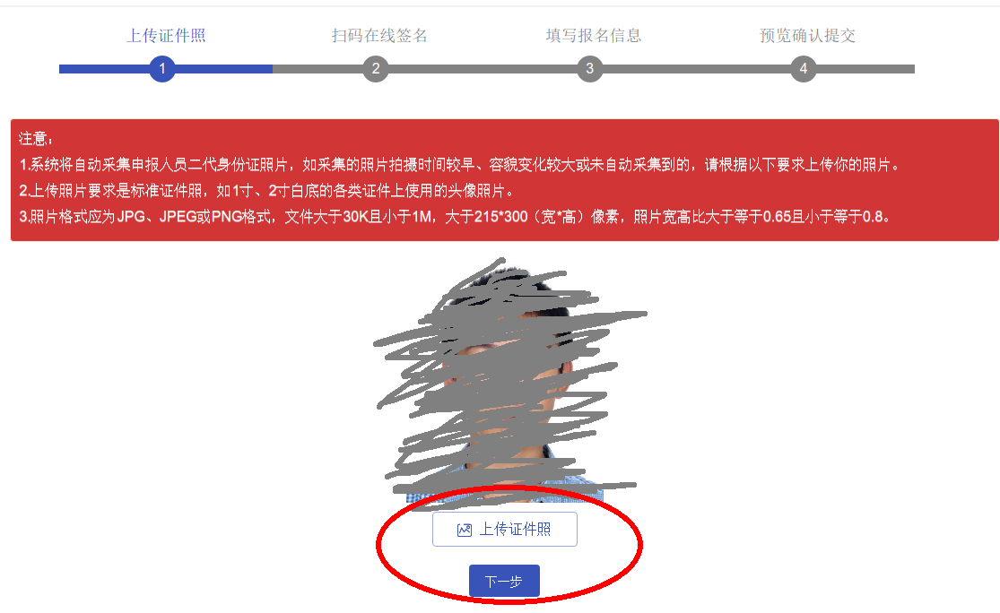 上传证件照
扫码在线签名
填写报名信息
预览确认提交
1
2
3
4
注意：
1.系统将自动采集申报人员二代身份证照片，如采集的照片拍摄时间较早、容貌变化较大或未自动采集到的，请根据以下要求上传你的照片。
2.上传照片要求是标准证件照，如1寸、2寸白底的各类证件上使用的头像照片。
3.照片格式应为JPG、JPEG或PNG格式，文件大于30K且小于1M，大于215*300（宽*高）像素，照片宽高比大于等于0.65且小于等于0.8。
上传证件照
下一步